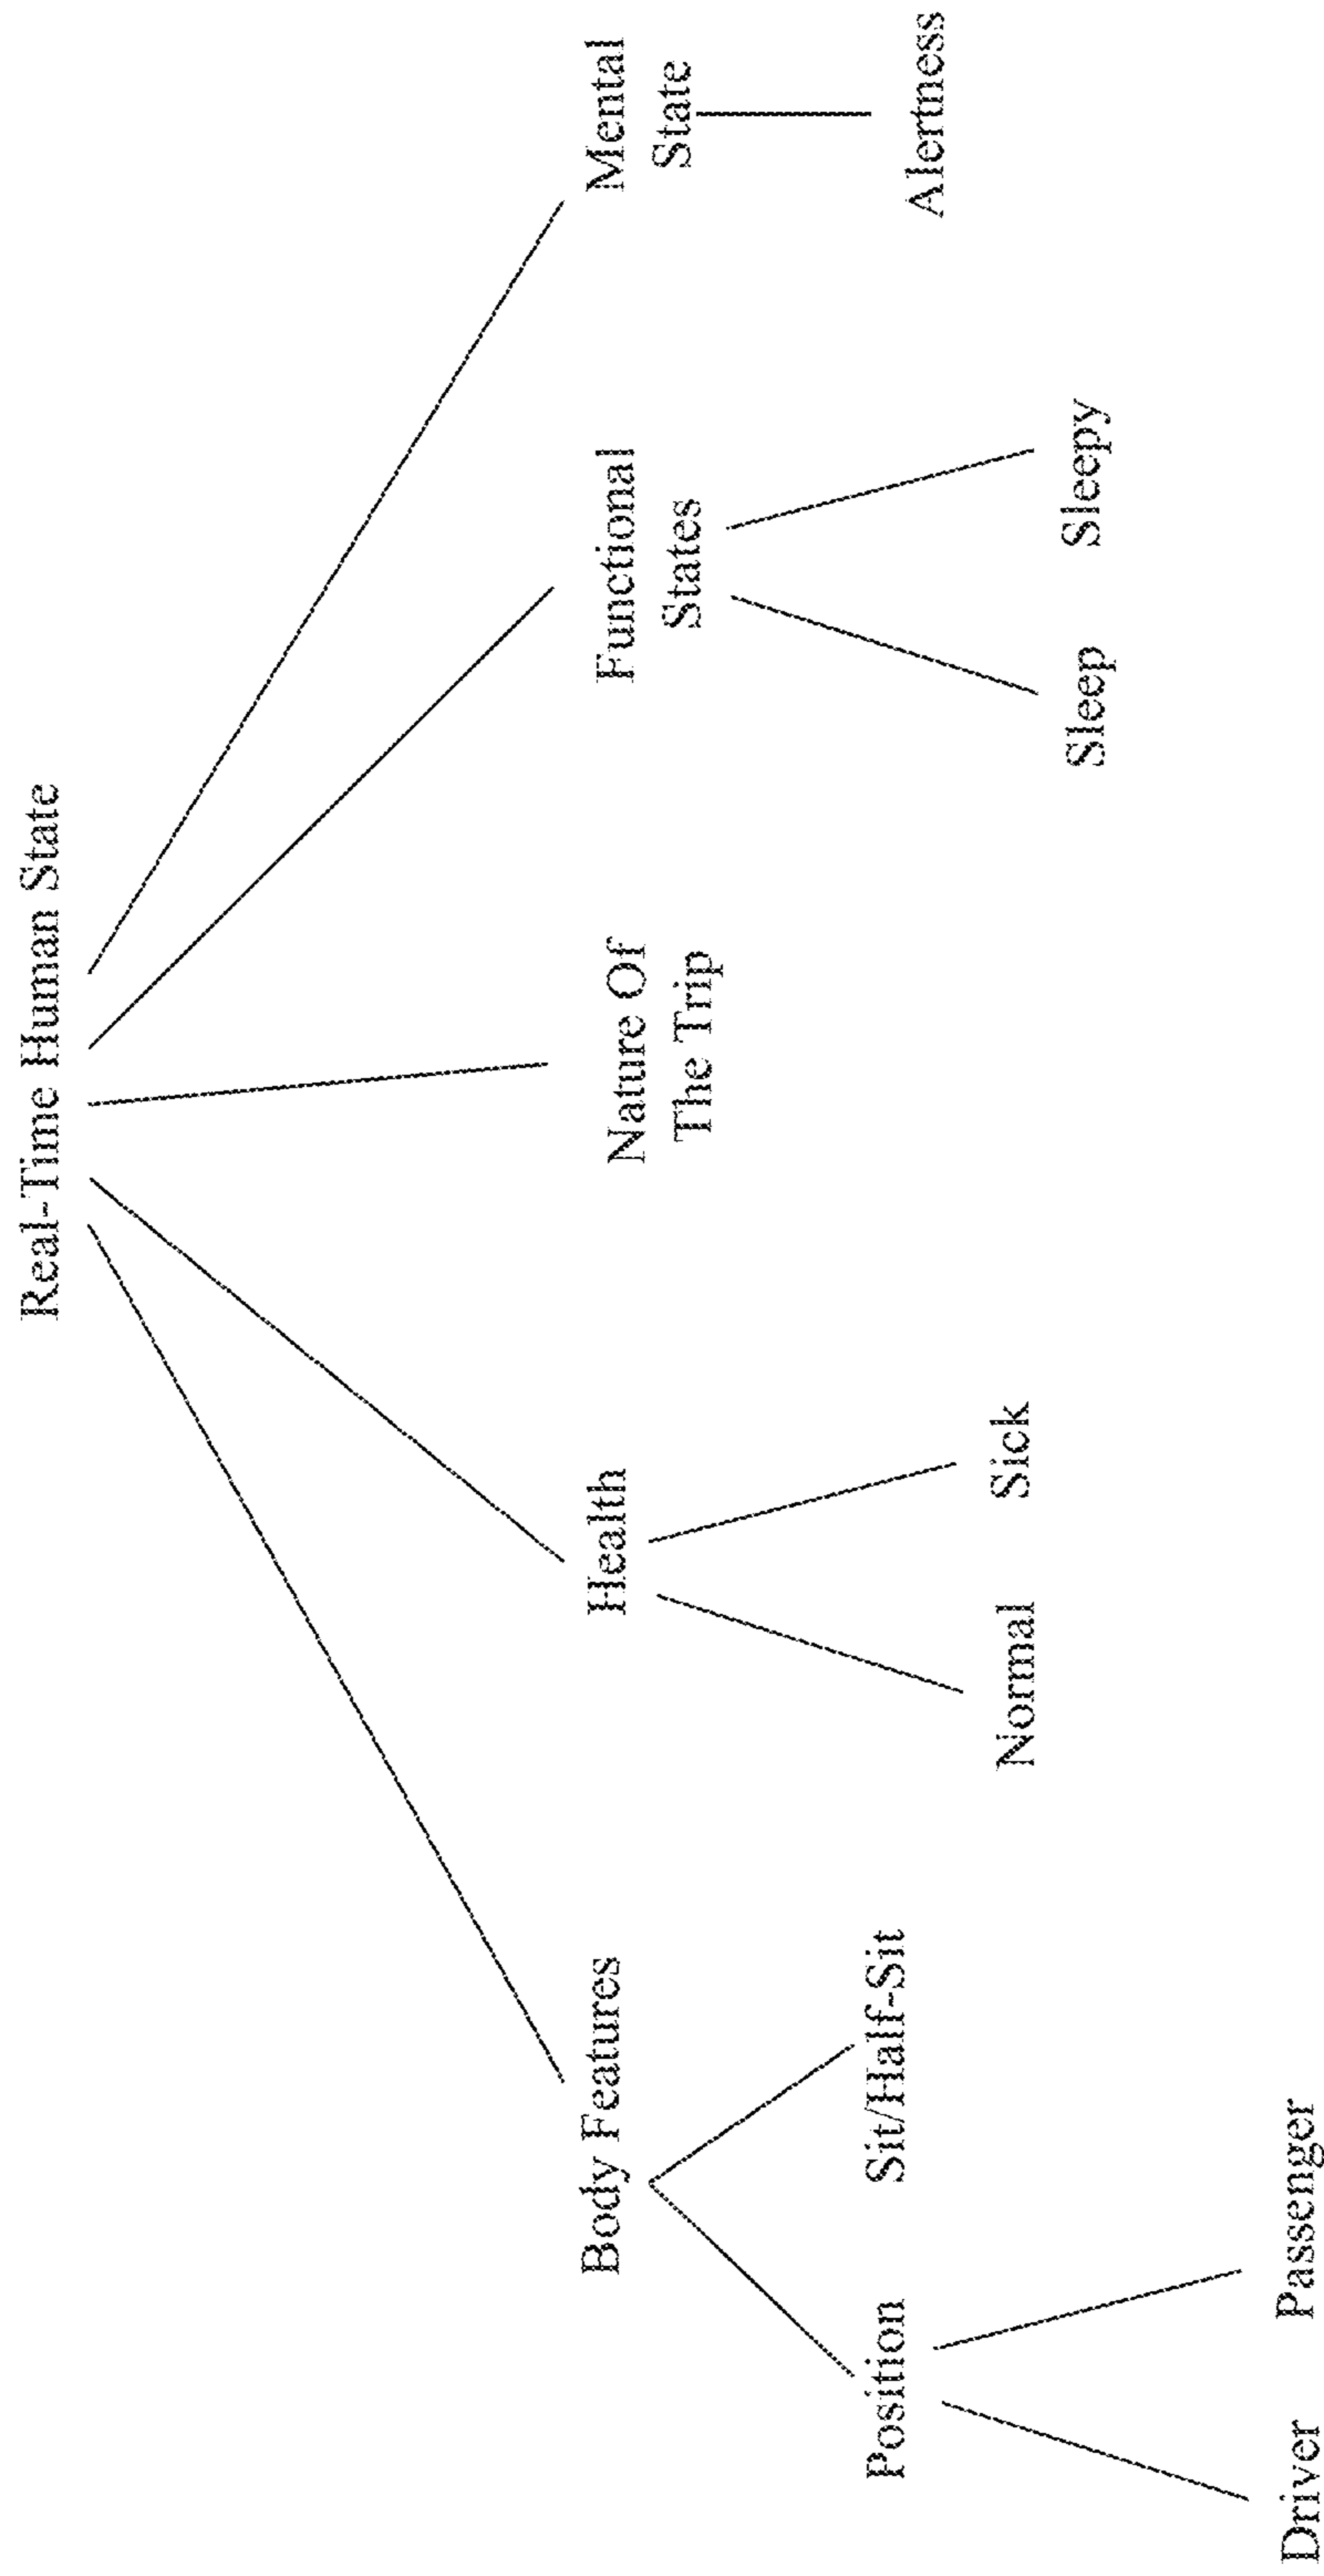 Real-Time Human State
Body Features
Health
Nature Of
The Trip
Functional
States
Mental
State
Position
Sit/Half-Sit
Normal
Sick
Sleep
Sleepy
Alertness
Driver
Passenger